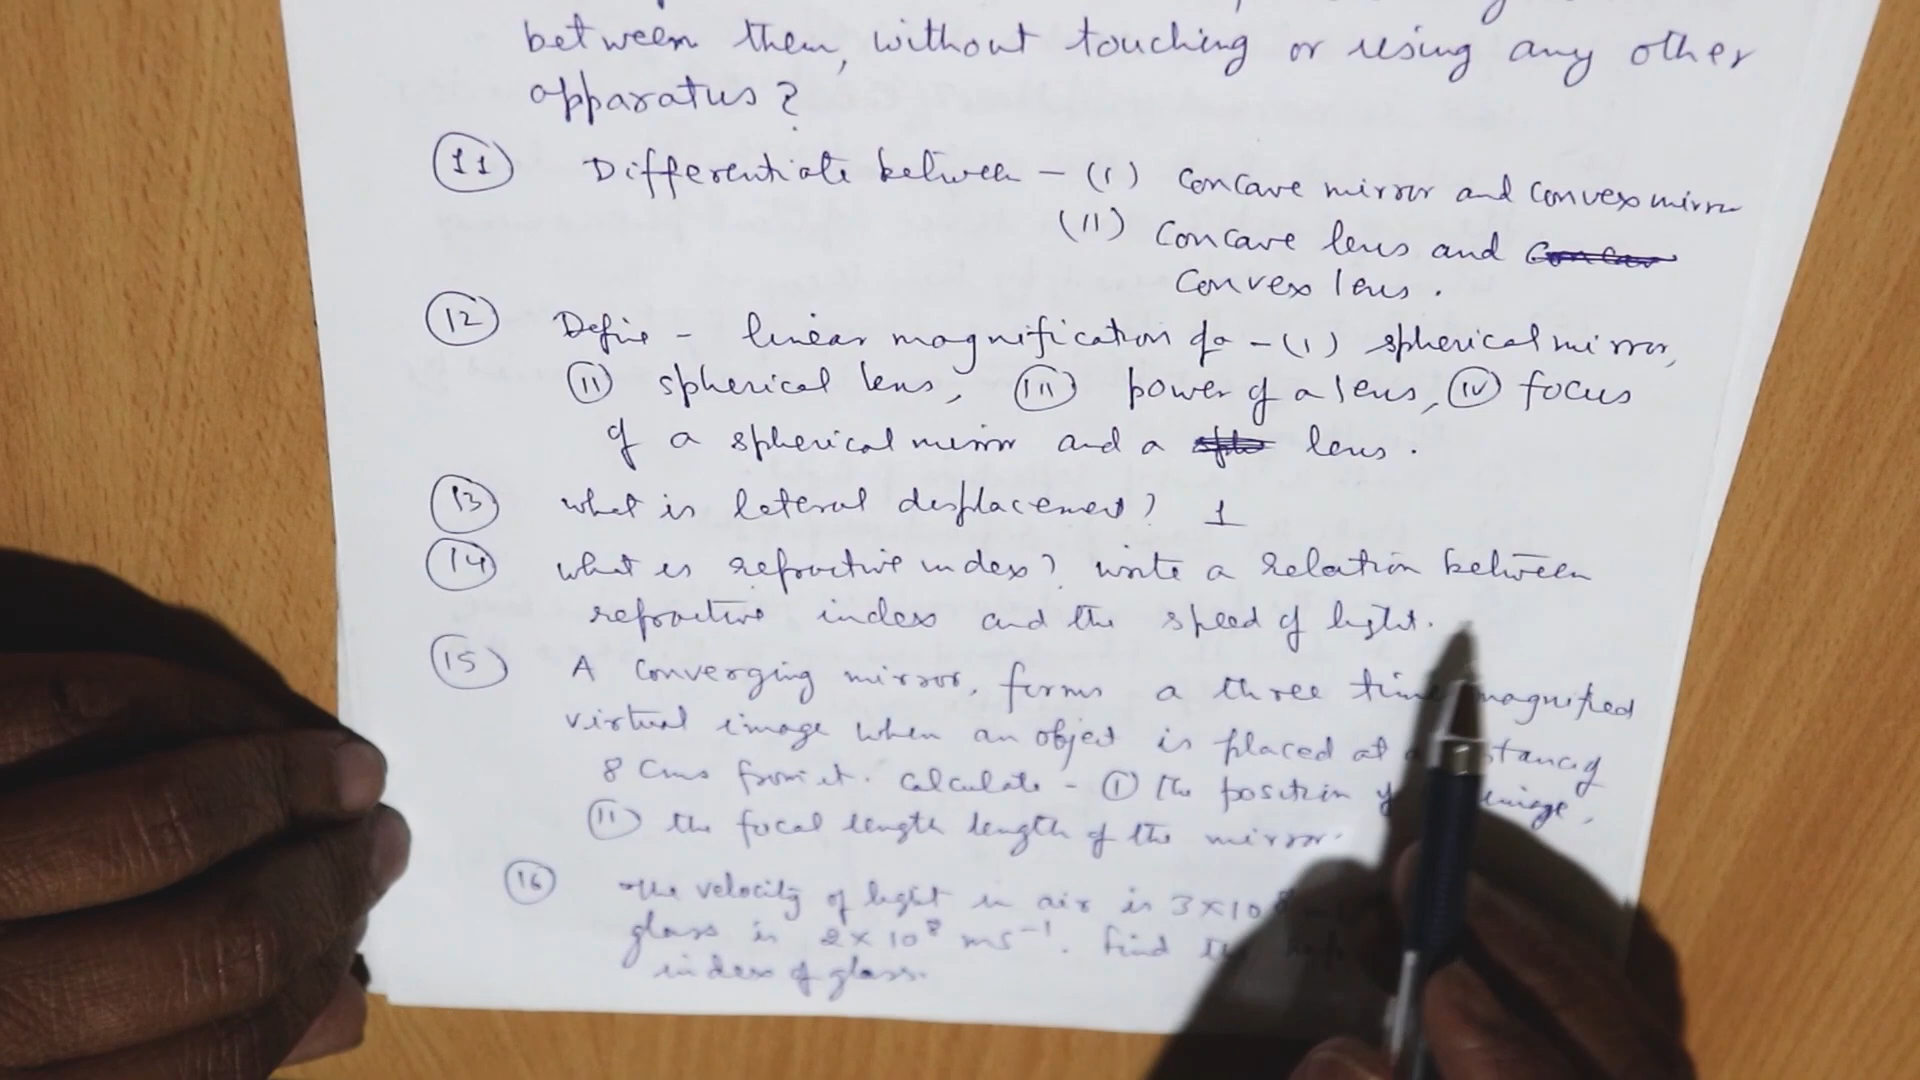 between them, without touching or using any other
apparatus?
11 Differentiate between - (I) Concave mirror and convex mirror
(II) Concave lens and
Convex lens.
12 Define - linear magnification of a - (I) spherical mirror,
(II) spherical lens, (III) power of a lens, (IV) focus
of a spherical mirror and a lens.
13 what is lateral displacement? 1
14 what is refractive index? write a relation between
refractive index and the speed of light.
15 A converging mirror, forms a three magnified
virtual image when an object is placed at
8 cms from it. Calculate - (I) the position image,
(II) the focal length length of the mirror.
16 The velocity of light in air is 3×10
glass is 2×10⁸ ms⁻¹. Find
index of glass.